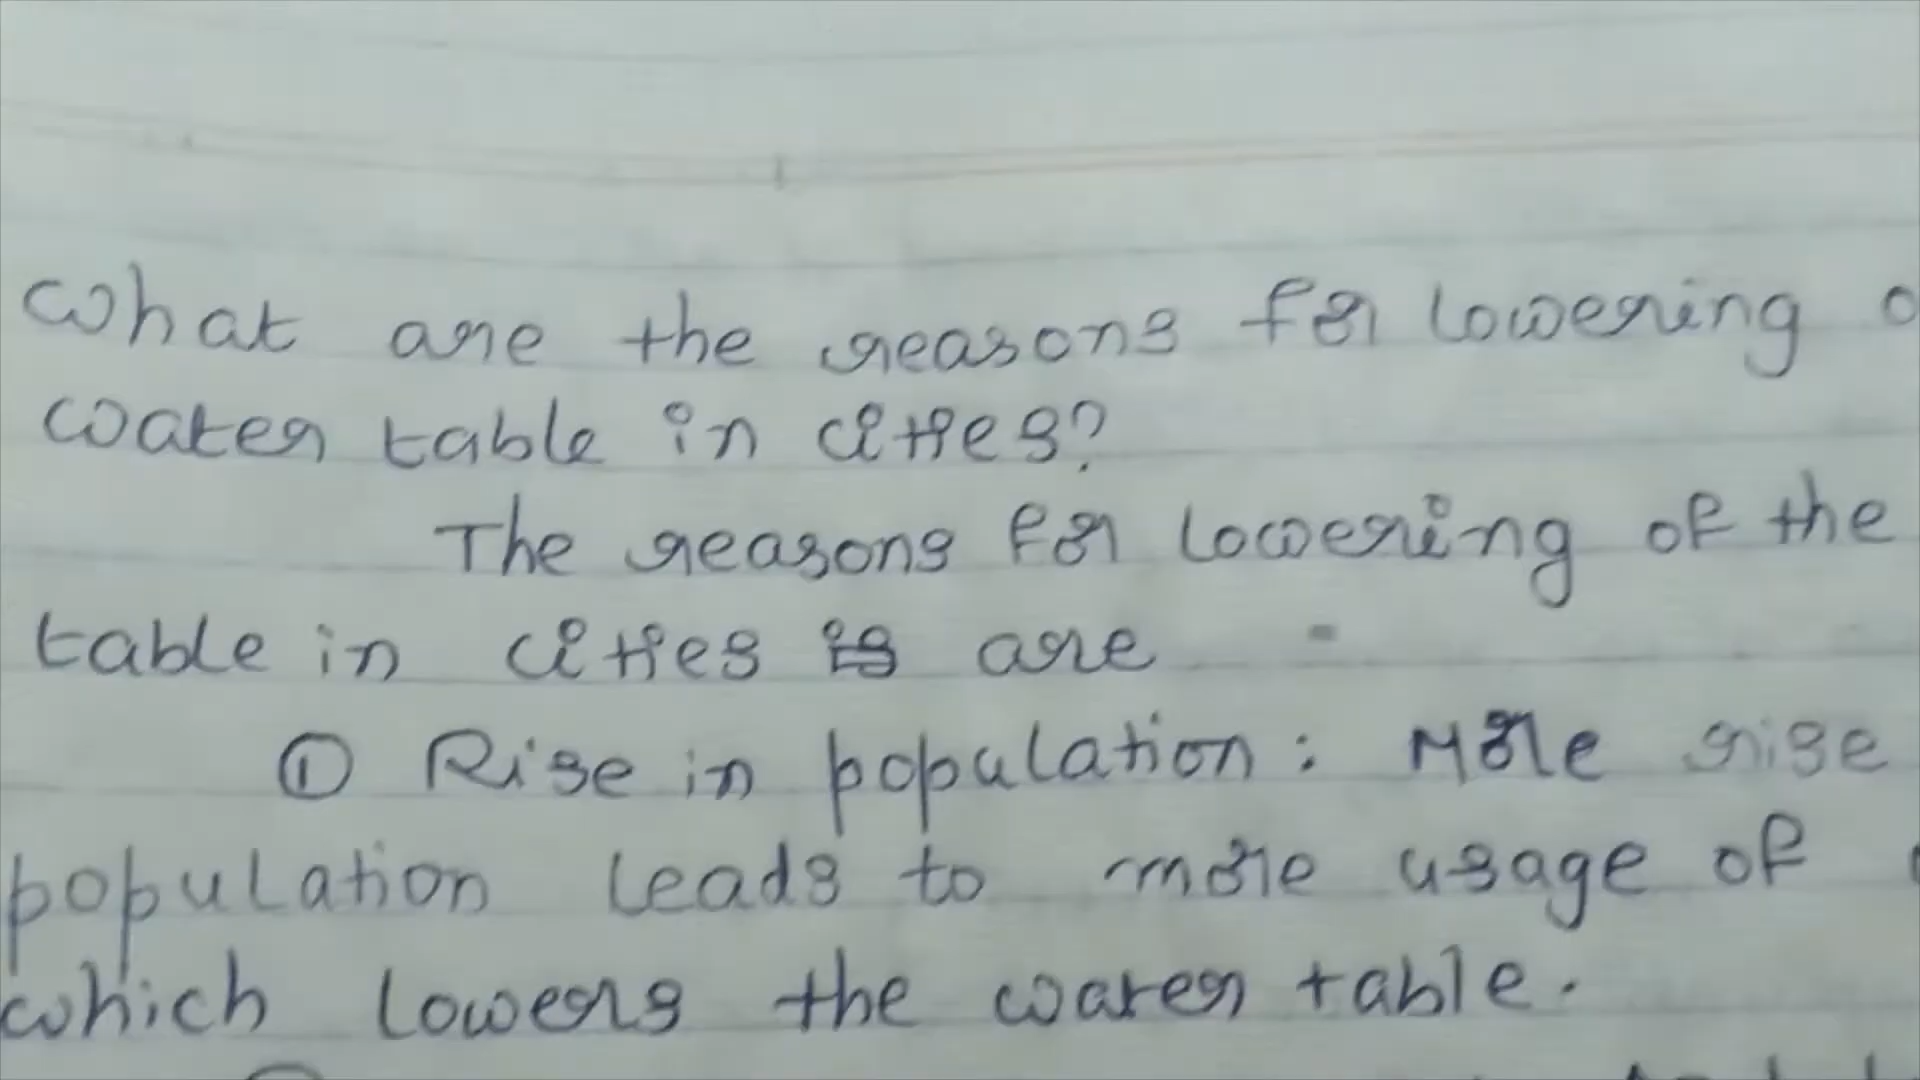 What are the reasons for lowering
water table in cities?
The reasons for lowering of the
table in cities is are
① Rise in population: More rise
population leads to more usage of
which lowers the water table.